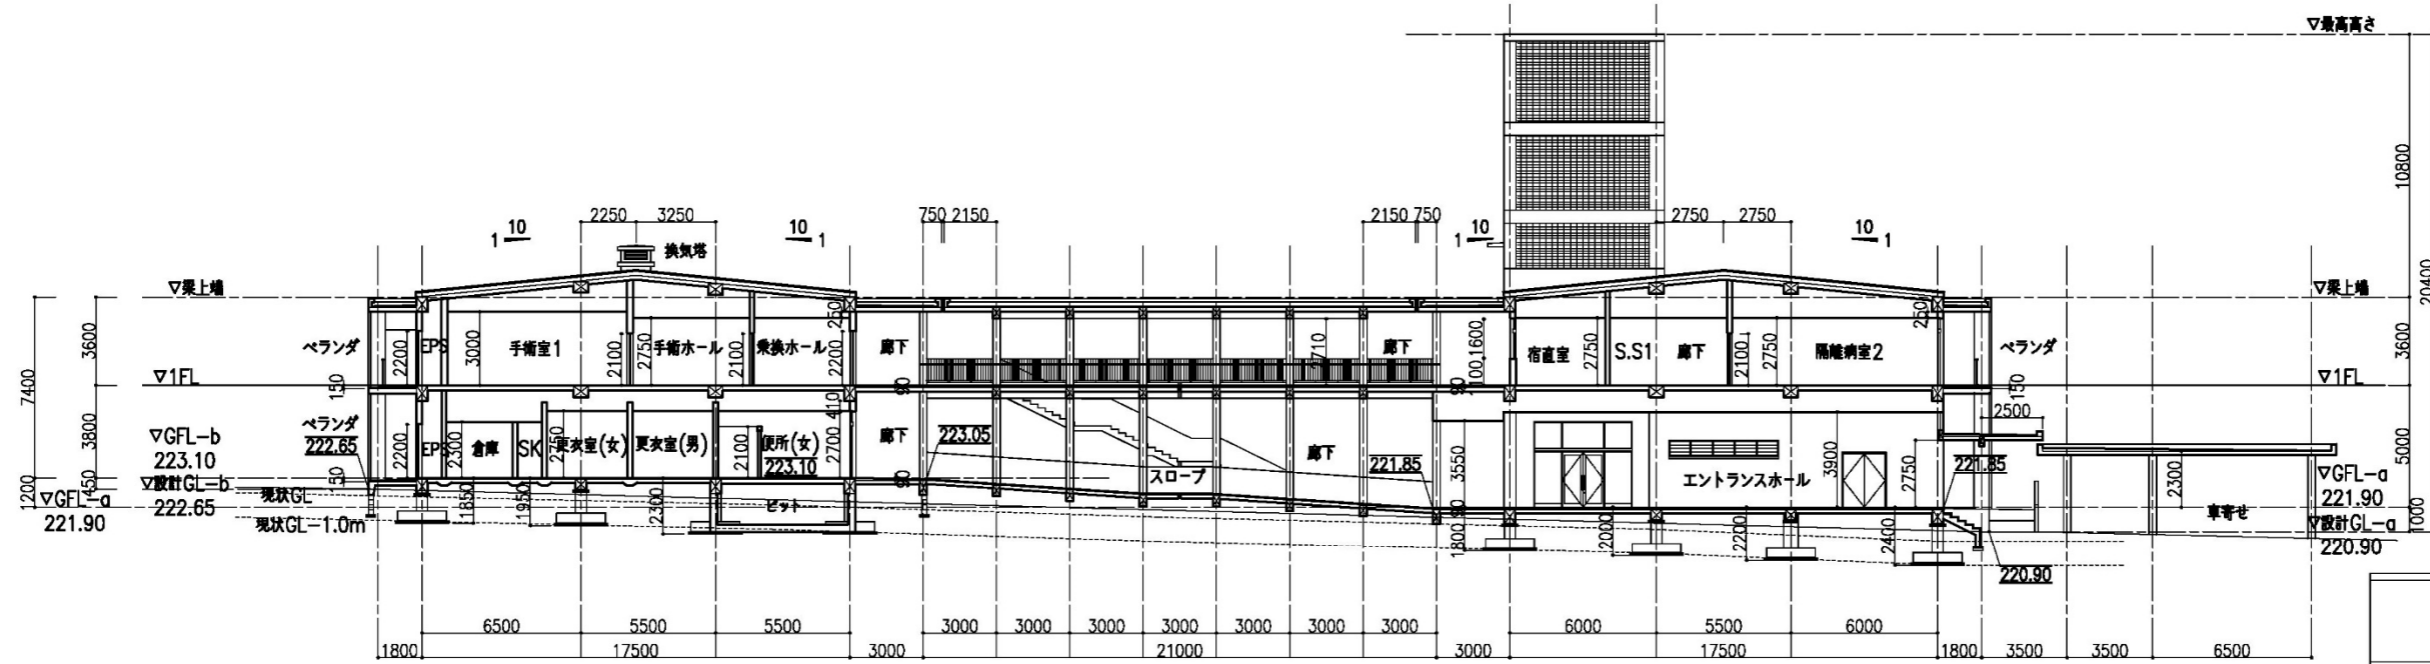 ▽最高高さ
10800
2250 3250
750 2150
2150 750
2750 2750
10
1
換気塔
10
1
10
1
10
1
20400
▽梁上端
▽梁上端
7400
3600
ベランダ
2200
EPS
3000
手術室1
2100
2750
手術ホール
2100
乗換ホール
250
2200
廊下
2710
廊下
1600
宿直室
2750
S.S1
廊下
2100
2750
隔離病室2
250
ベランダ
3600
▽1FL
150
90
90
▽1FL
150
2500
3800
ベランダ
222.65
2200
EPS
2300
倉庫
SK
2750
更衣室(女)
更衣室(男)
2100
便所(女)
223.10
410
2700
廊下
223.05
スロープ
廊下
221.85
3550
エントランスホール
3900
2750
221.85
2300
車寄せ
5000
▽GFL-b
223.10
▽設計GL-b
222.65
1200
450
▽GFL-a
221.90
150
現状GL
現状GL-1.0m
1850
1950
2300
ピット
90
90
1800
2000
2200
2400
220.90
▽GFL-a
221.90
▽設計GL-a
220.90
1000
6500 5500 5500 3000 3000 3000 3000 3000 3000 3000 6000 5500 6000
1800 17500 3000 21000 3000 17500 1800 3500 3500 6500